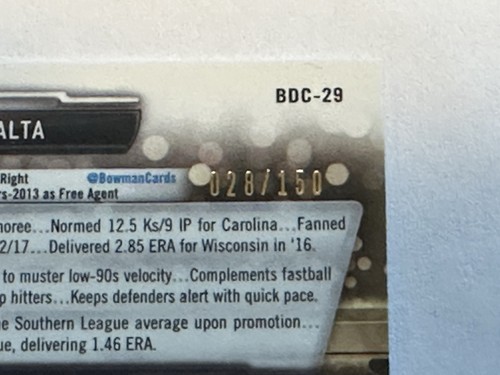 BDC-29
ALTA
Right
@BowmanCards
028/150
rs-2013 as Free Agent
noree...Normed 12.5 Ks/9 IP for Carolina...Fanned
2/17...Delivered 2.85 ERA for Wisconsin in '16.
to muster low-90s velocity...Complements fastball
p hitters...Keeps defenders alert with quick pace.
e Southern League average upon promotion...
ue, delivering 1.46 ERA.